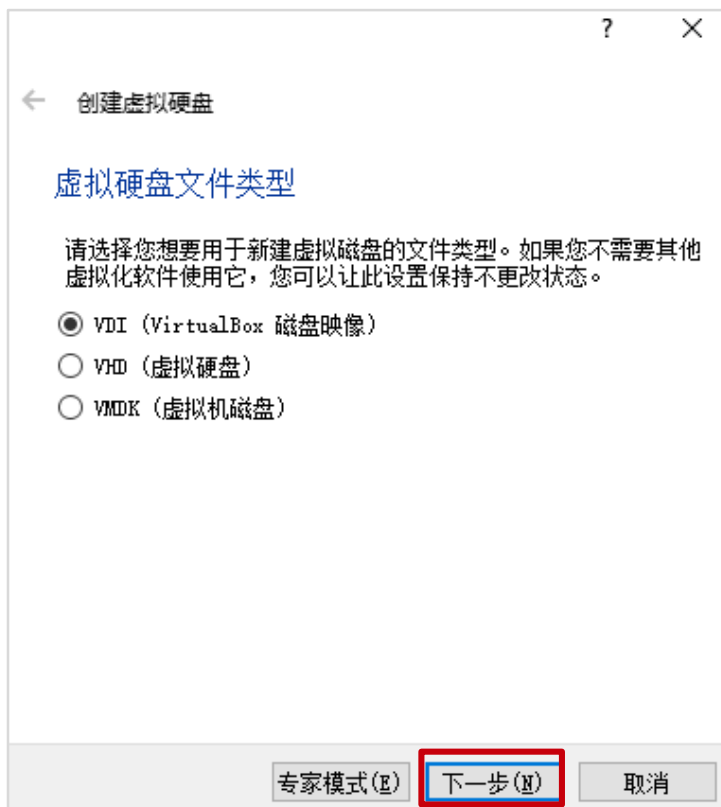 ?
创建虚拟硬盘
虚拟硬盘文件类型
请选择您想要用于新建虚拟磁盘的文件类型。如果您不需要其他
虚拟化软件使用它，您可以让此设置保持不更改状态。
VDI (VirtualBox 磁盘映像)
VHD (虚拟硬盘)
VMDK (虚拟机磁盘)
专家模式(E) 下一步(N) 取消